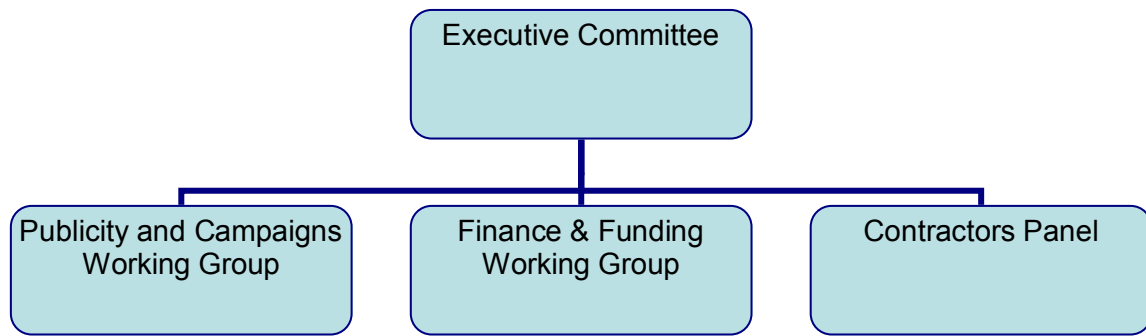 Executive Committee
Publicity and Campaigns
Working Group
Finance & Funding
Working Group
Contractors Panel